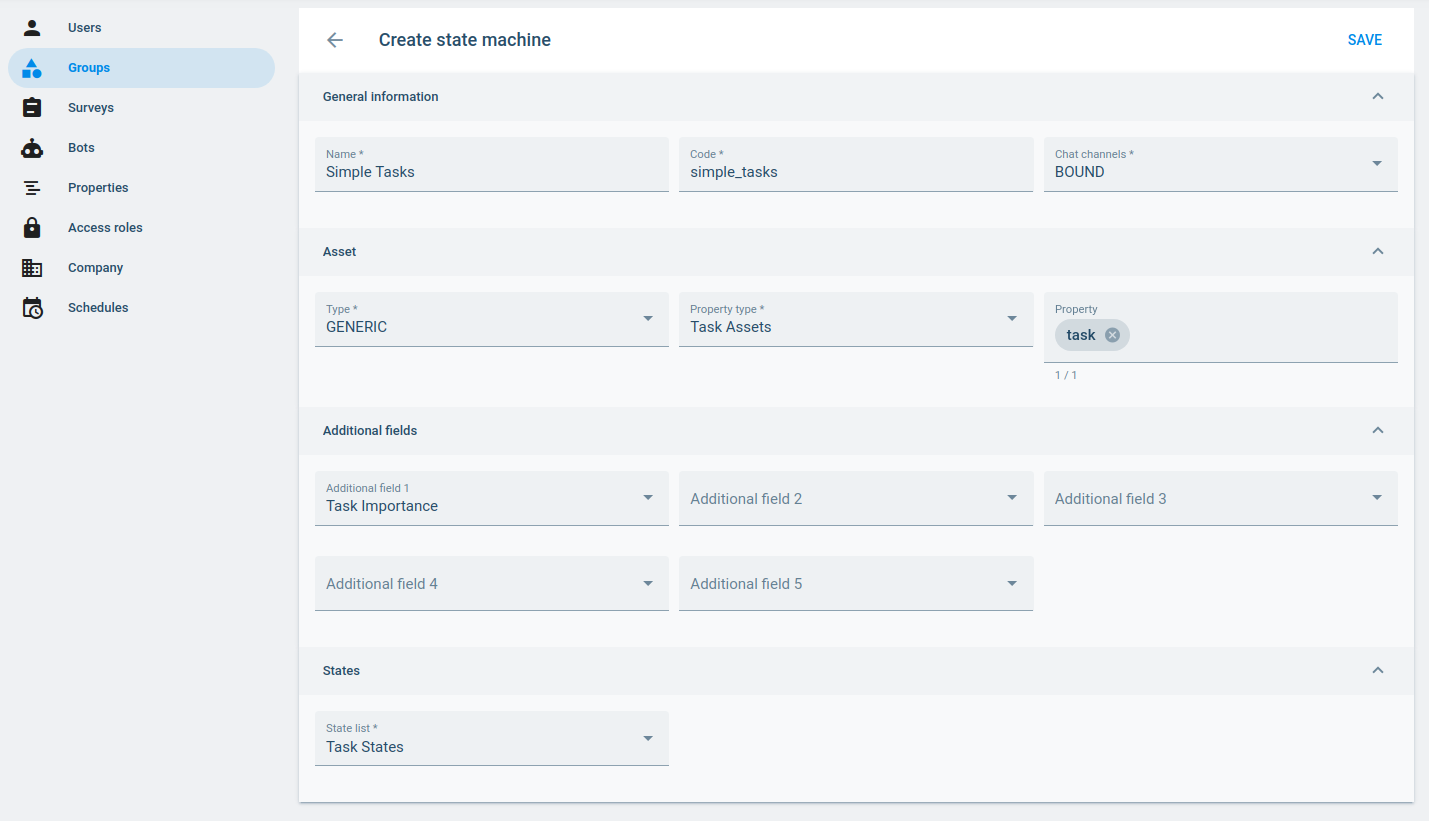 Users
Groups
Surveys
Bots
Properties
Access roles
Company
Schedules
Create state machine
SAVE
General information
Name *
Simple Tasks
Code *
simple_tasks
Chat channels *
BOUND
Asset
Type *
GENERIC
Property type *
Task Assets
Property
task
1 / 1
Additional fields
Additional field 1
Task Importance
Additional field 2
Additional field 3
Additional field 4
Additional field 5
States
State list *
Task States